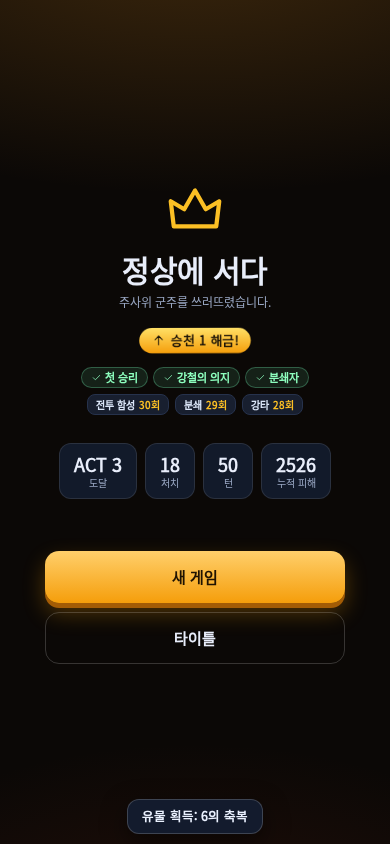 정상에 서다
주사위 군주를 쓰러뜨렸습니다.
↑ 승천 1 해금!
✓ 첫 승리 ✓ 강철의 의지 ✓ 분쇄자
전투 함성 30회 분쇄 29회 강타 28회
ACT 3 18 50 2526
도달 처치 턴 누적 피해
새 게임
타이틀
유물 획득: 6의 축복